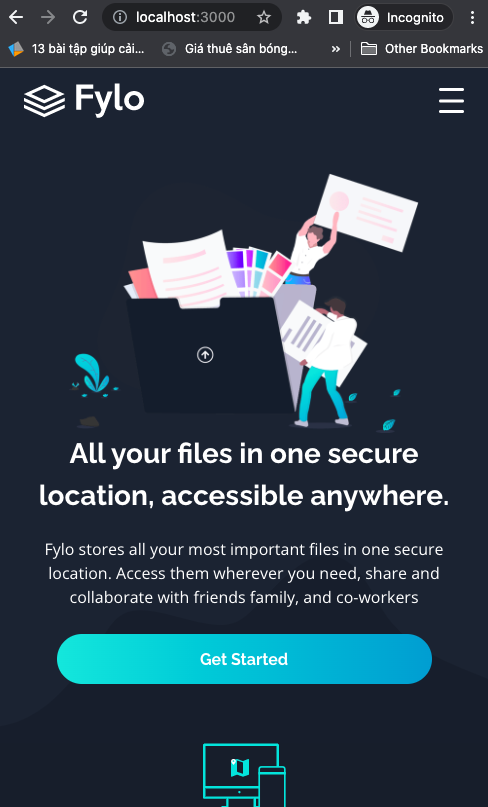 localhost:3000
Incognito
13 bài tập giúp cải...
Giá thuê sân bóng...
»
Other Bookmarks
Fylo
All your files in one secure
location, accessible anywhere.
Fylo stores all your most important files in one secure
location. Access them wherever you need, share and
collaborate with friends family, and co-workers
Get Started